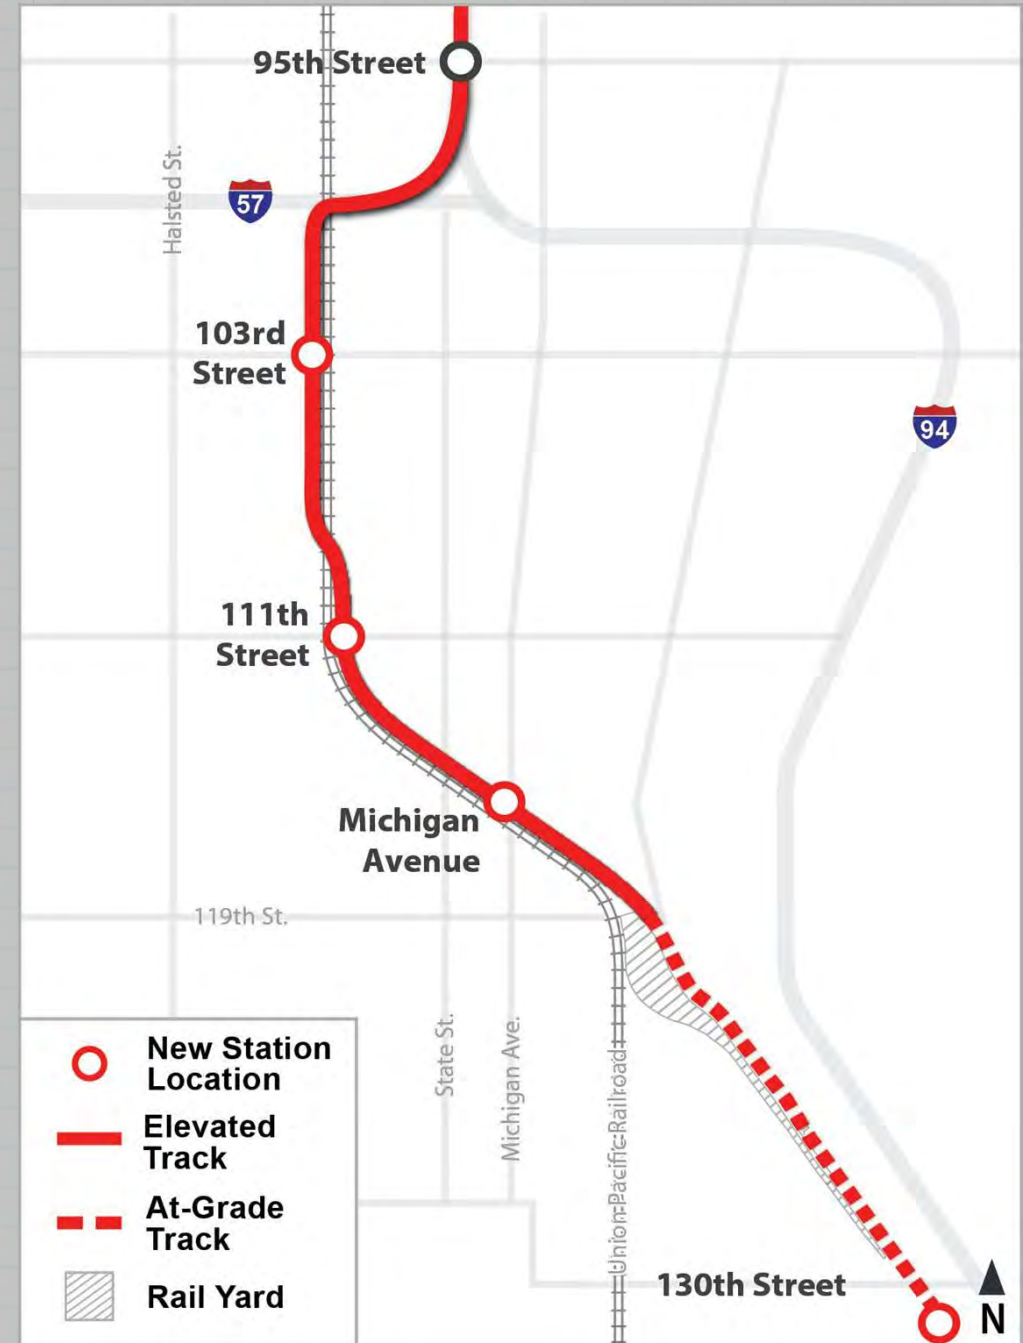 95th Street
Halsted St.
57
103rd
Street
94
111th
Street
Michigan
Avenue
119th St.
State St.
Michigan Ave.
Union Pacific Railroad
130th Street
N
New Station
Location
Elevated
Track
At-Grade
Track
Rail Yard